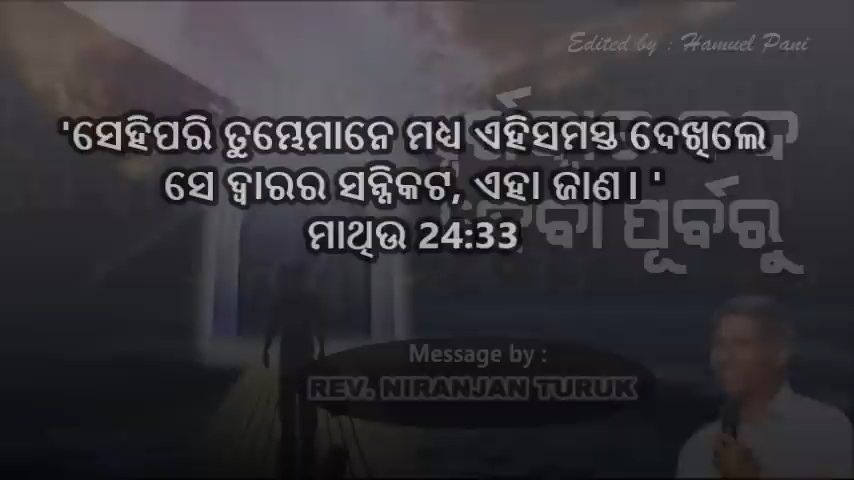 Edited by : Hamuel Pani
'ସେହିପରି ତୁମ୍ଭେମାନେ ମଧ୍ୟ ଏହିସମସ୍ତ ଦେଖିଲେ
ସେ ଦ୍ୱାରର ସନ୍ନିକଟ, ଏହା ଜାଣ। '
ମାଥିଉ 24:33
ପୂର୍ବରୁ
Message by :
REV. NIRANJAN TURUK